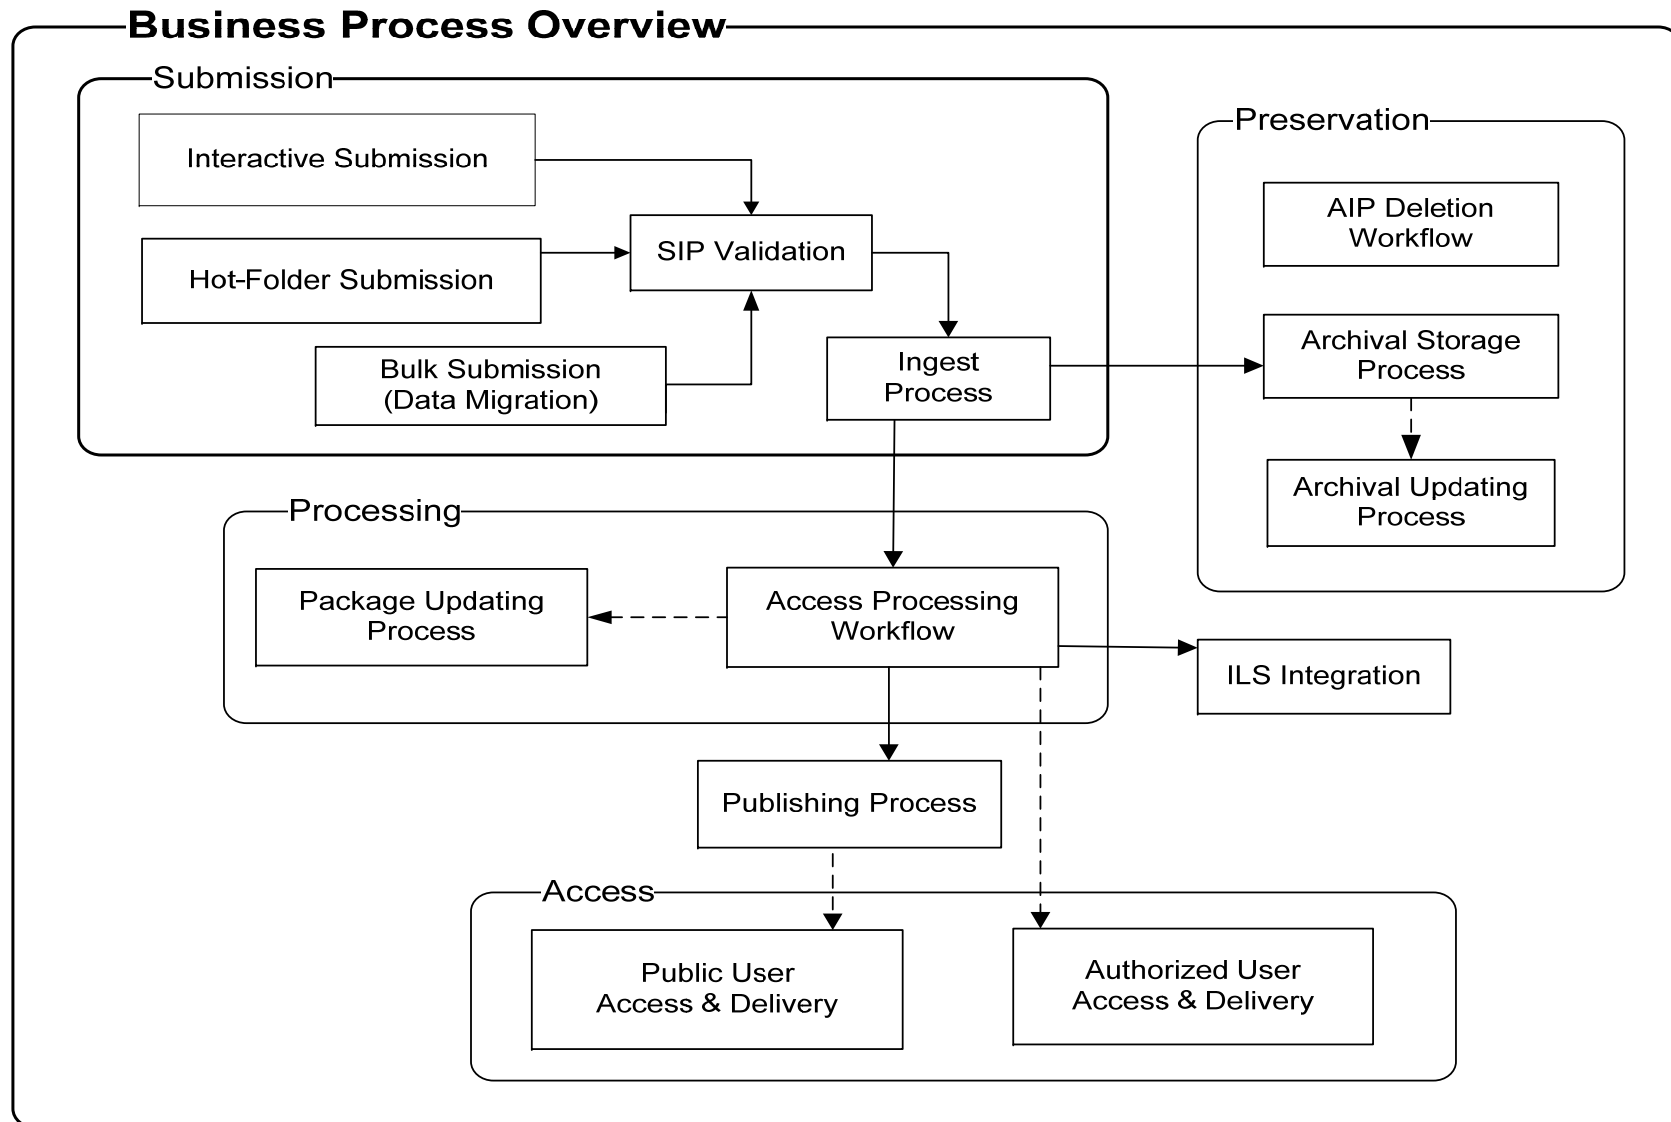 Business Process Overview
Submission
Interactive Submission
Hot-Folder Submission
Bulk Submission
(Data Migration)
SIP Validation
Ingest
Process
Preservation
AIP Deletion
Workflow
Archival Storage
Process
Archival Updating
Process
Processing
Package Updating
Process
Access Processing
Workflow
ILS Integration
Publishing Process
Access
Public User
Access & Delivery
Authorized User
Access & Delivery